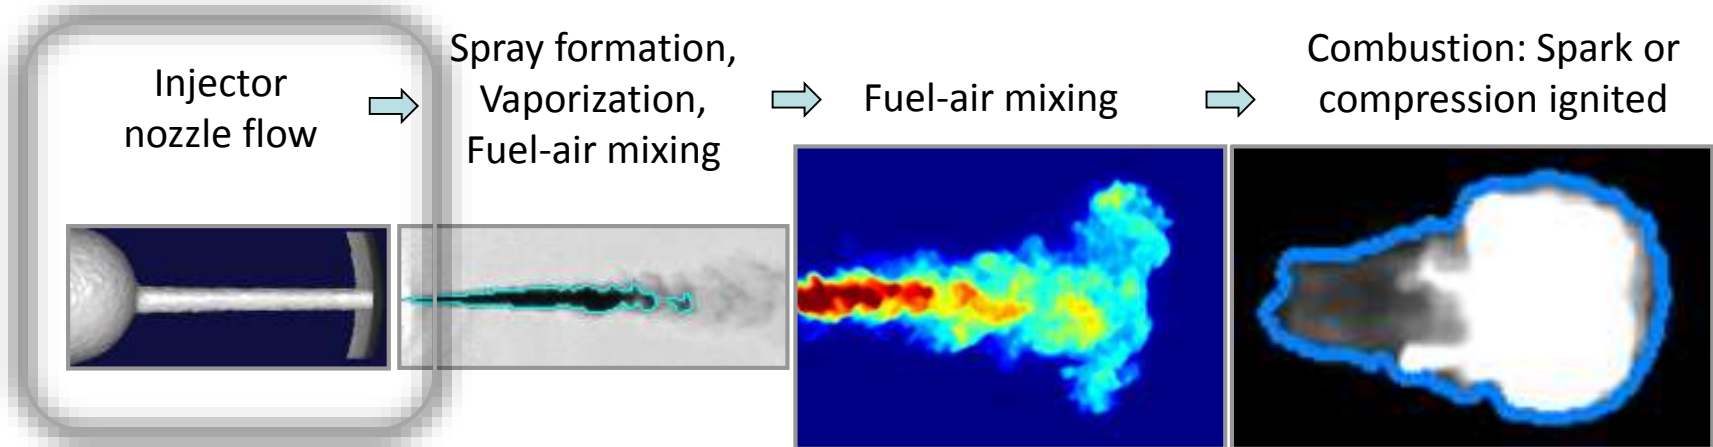 Injector
nozzle flow
Spray formation,
Vaporization,
Fuel-air mixing
Fuel-air mixing
Combustion: Spark or
compression ignited